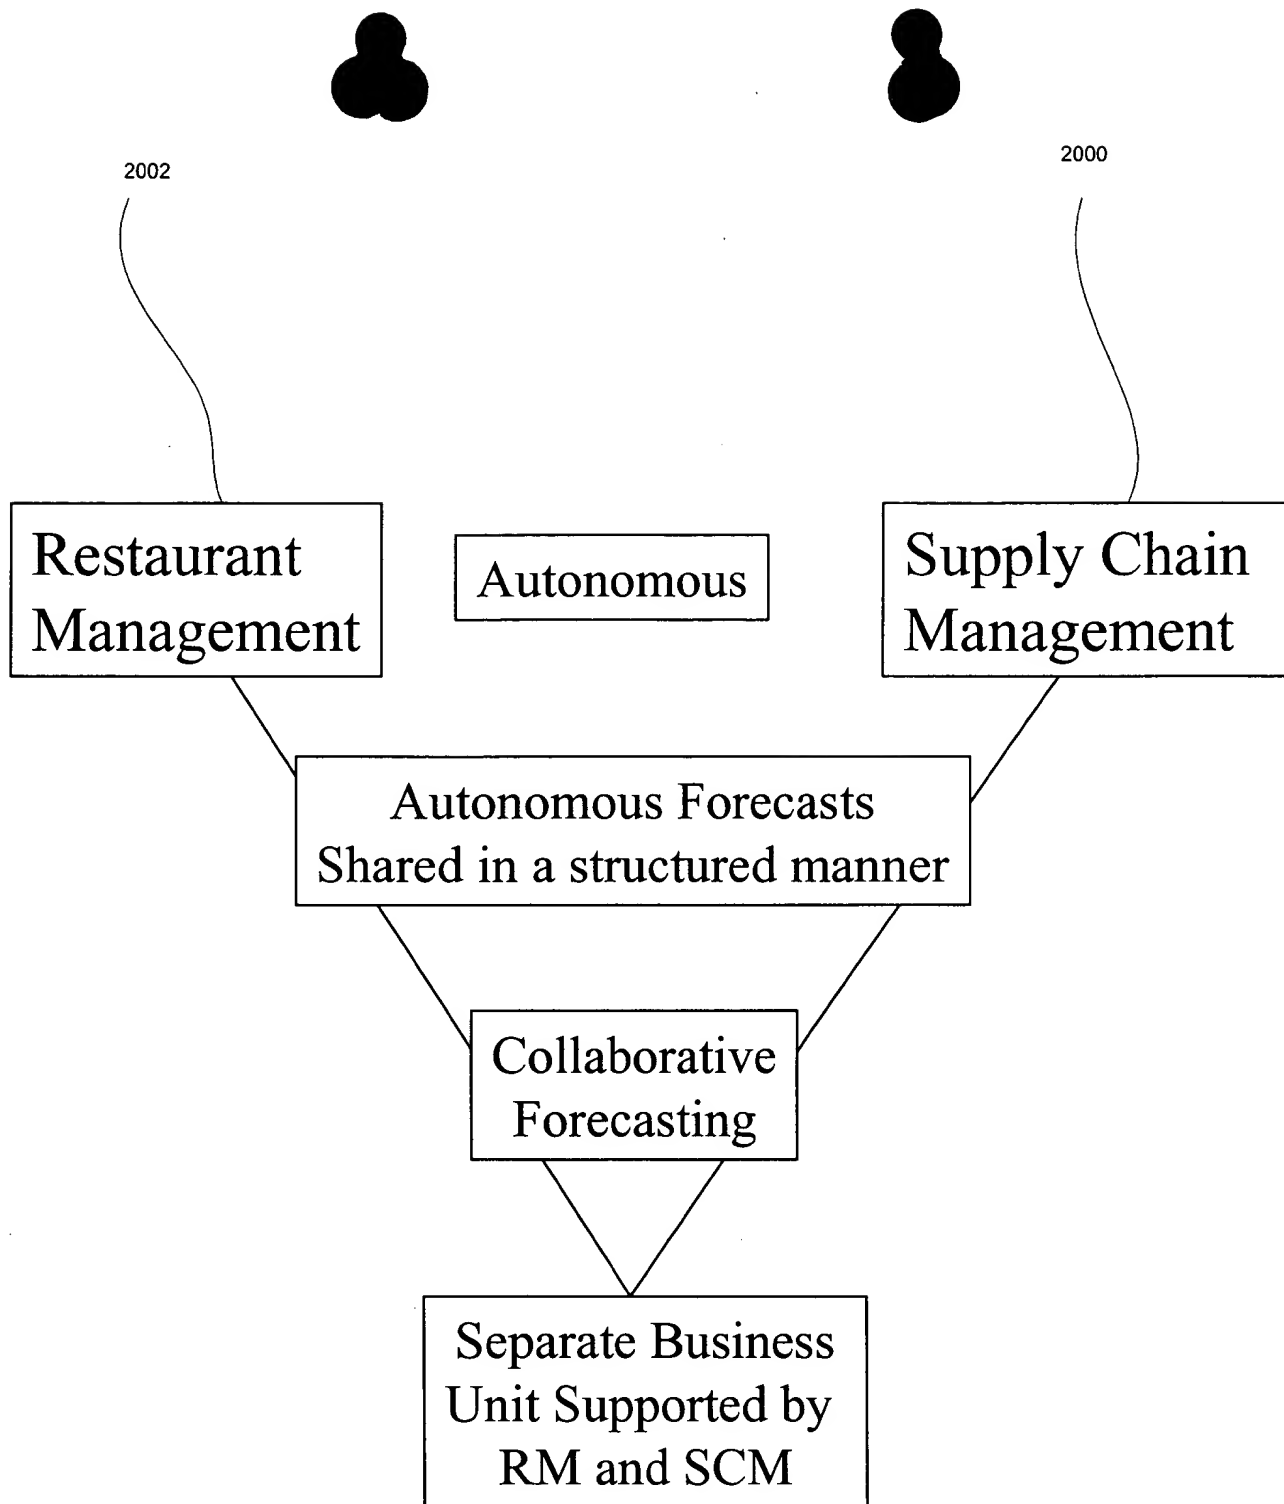 2002
2000
Restaurant
Management
Autonomous
Supply Chain
Management
Autonomous Forecasts
Shared in a structured manner
Collaborative
Forecasting
Separate Business
Unit Supported by
RM and SCM